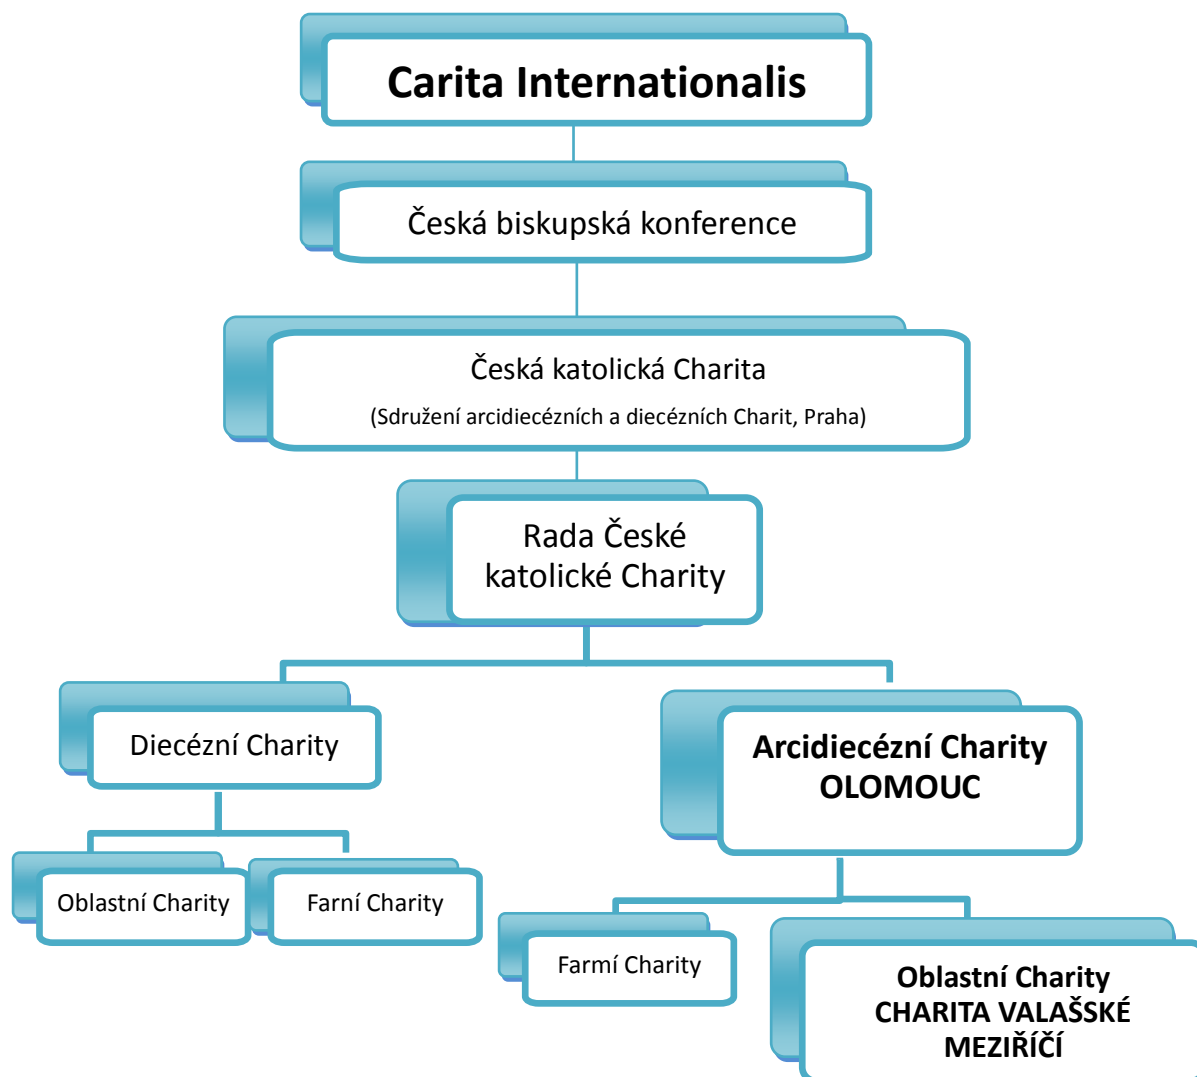 Carita Internationalis
Česká biskupská konference
Česká katolická Charita
(Sdružení arcidiecézních a diecézních Charit, Praha)
Rada České
katolické Charity
Diecézní Charity
Arcidiecézní Charity
OLOMOUC
Oblastní Charity
Farní Charity
Farmí Charity
Oblastní Charity
CHARITA VALAŠSKÉ
MEZIŘÍČÍ